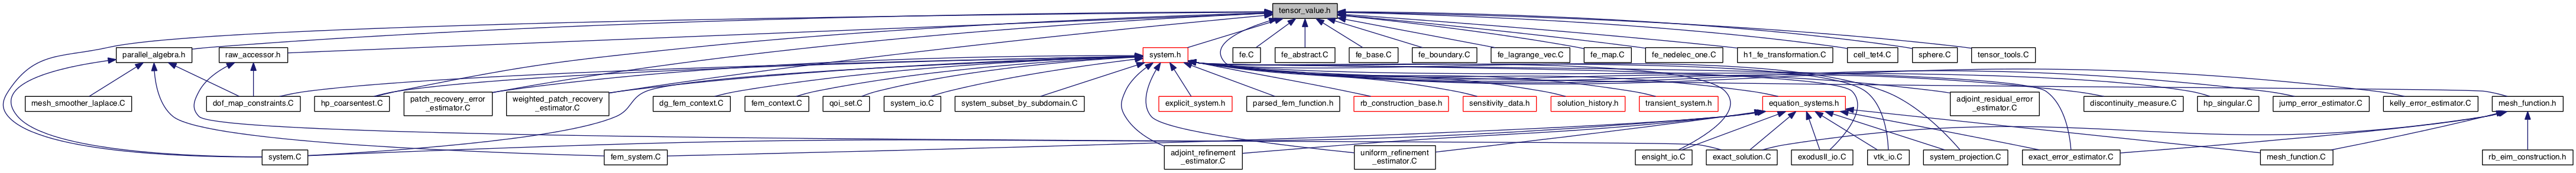 tensor_value.h
parallel_algebra.h
raw_accessor.h
system.h
fe.C
fe_abstract.C
fe_base.C
fe_boundary.C
fe_lagrange_vec.C
fe_map.C
fe_nedelec_one.C
h1_fe_transformation.C
cell_tet4.C
sphere.C
tensor_tools.C
mesh_smoother_laplace.C
dof_map_constraints.C
hp_coarsentest.C
patch_recovery_error
_estimator.C
weighted_patch_recovery
_estimator.C
dg_fem_context.C
fem_context.C
qoi_set.C
system_io.C
system_subset_by_subdomain.C
explicit_system.h
parsed_fem_function.h
rb_construction_base.h
sensitivity_data.h
solution_history.h
transient_system.h
equation_systems.h
adjoint_residual_error
_estimator.C
discontinuity_measure.C
hp_singular.C
jump_error_estimator.C
kelly_error_estimator.C
mesh_function.h
system.C
fem_system.C
adjoint_refinement
_estimator.C
uniform_refinement
_estimator.C
ensight_io.C
exact_solution.C
exodusII_io.C
vtk_io.C
system_projection.C
exact_error_estimator.C
mesh_function.C
rb_eim_construction.h